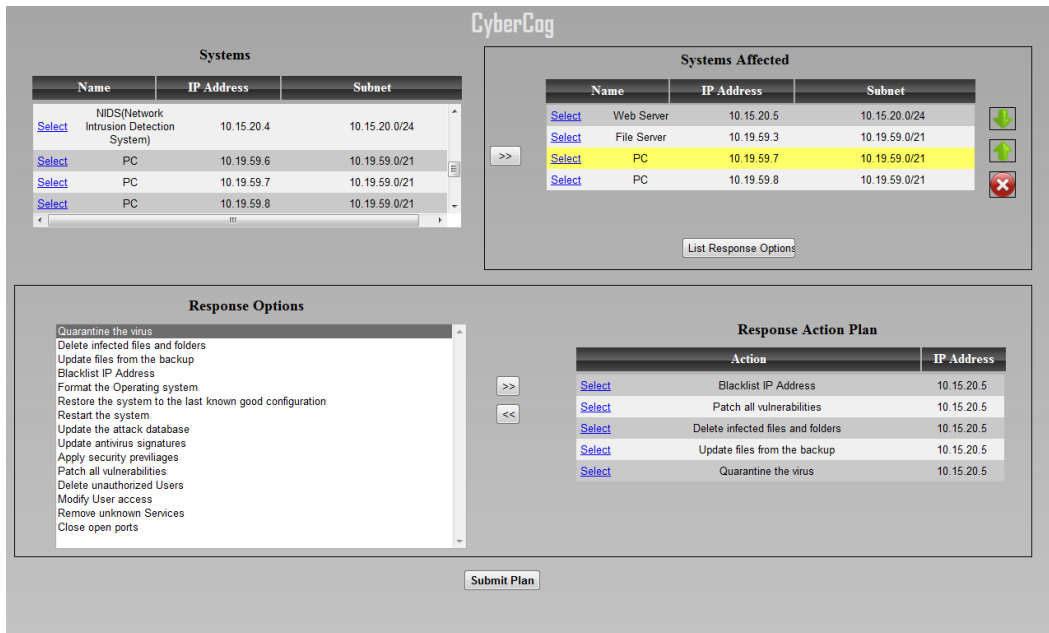 CyberCog
Systems
Name IP Address Subnet
NIDS(Network
Intrusion Detection
System)
Select 10.15.20.4 10.15.20.0/24
Select PC 10.19.59.6 10.19.59.0/21
Select PC 10.19.59.7 10.19.59.0/21
Select PC 10.19.59.8 10.19.59.0/21
>>
Systems Affected
Name IP Address Subnet
Select Web Server 10.15.20.5 10.15.20.0/24
Select File Server 10.19.59.3 10.19.59.0/21
Select PC 10.19.59.7 10.19.59.0/21
Select PC 10.19.59.8 10.19.59.0/21
List Response Options
Response Options
Quarantine the virus
Delete infected files and folders
Update files from the backup
Blacklist IP Address
Format the Operating system
Restore the system to the last known good configuration
Restart the system
Update the attack database
Update antivirus signatures
Apply security previliages
Patch all vulnerabilities
Delete unauthorized Users
Modify User access
Remove unknown Services
Close open ports
>>
<<
Response Action Plan
Action IP Address
Select Blacklist IP Address 10.15.20.5
Select Patch all vulnerabilities 10.15.20.5
Select Delete infected files and folders 10.15.20.5
Select Update files from the backup 10.15.20.5
Select Quarantine the virus 10.15.20.5
Submit Plan